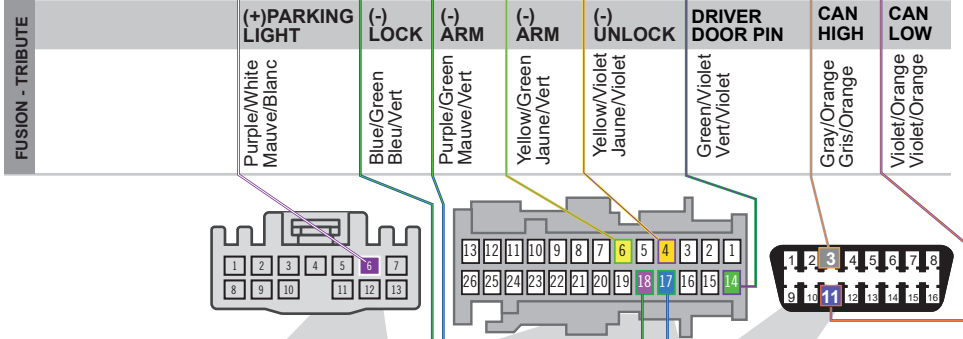 FUSION - TRIBUTE
(+)PARKING
LIGHT
(-)
LOCK
(-)
ARM
(-)
ARM
(-)
UNLOCK
DRIVER
DOOR PIN
CAN
HIGH
CAN
LOW
Purple/White
Mauve/Blanc
Blue/Green
Bleu/Vert
Purple/Green
Mauve/Vert
Yellow/Green
Jaune/Vert
Yellow/Violet
Jaune/Violet
Green/Violet
Vert/Violet
Gray/Orange
Gris/Orange
Violet/Orange
Violet/Orange
1 2 3 4 5 6 7
8 9 10 11 12 13
13 12 11 10 9 8 7 6 5 4 3 2 1
26 25 24 23 22 21 20 19 18 17 16 15 14
1 2 3 4 5 6 7 8
9 10 11 12 13 14 15 16